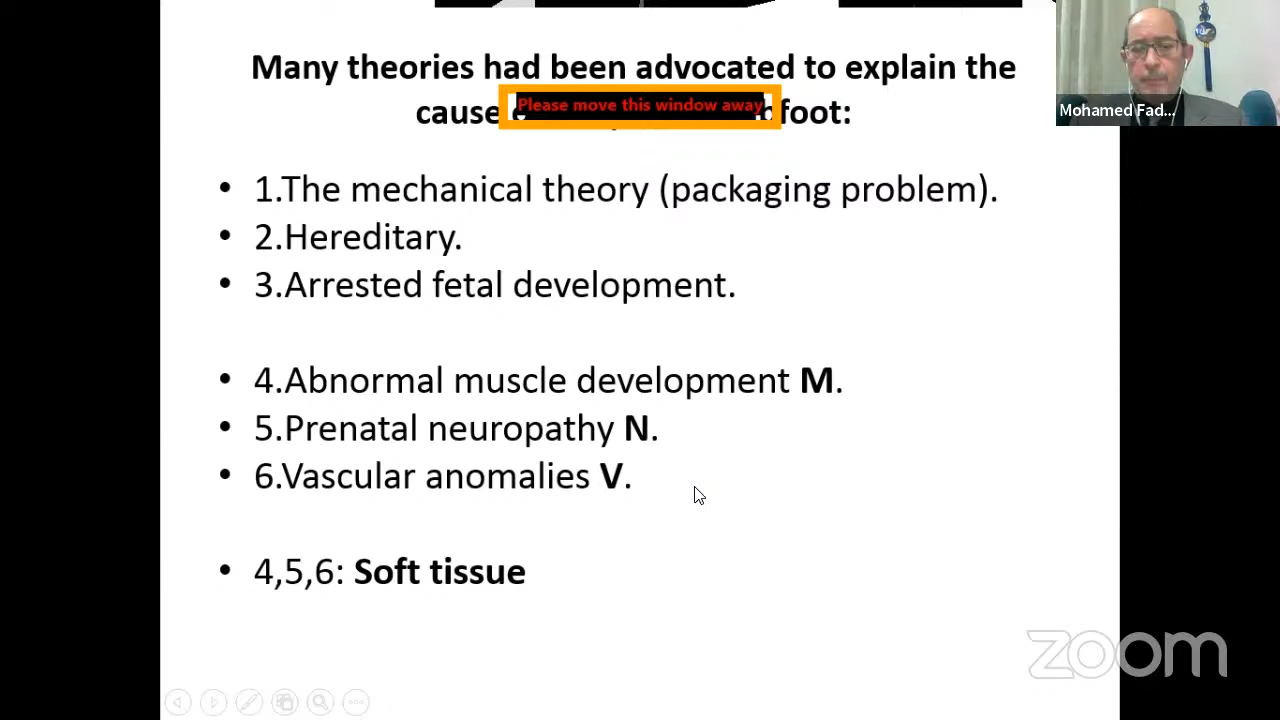 Many theories had been advocated to explain the
cause foot:
Please move this window away
1.The mechanical theory (packaging problem).
2.Hereditary.
3.Arrested fetal development.
4.Abnormal muscle development M.
5.Prenatal neuropathy N.
6.Vascular anomalies V.
4,5,6: Soft tissue
Mohamed Fad...
zoom